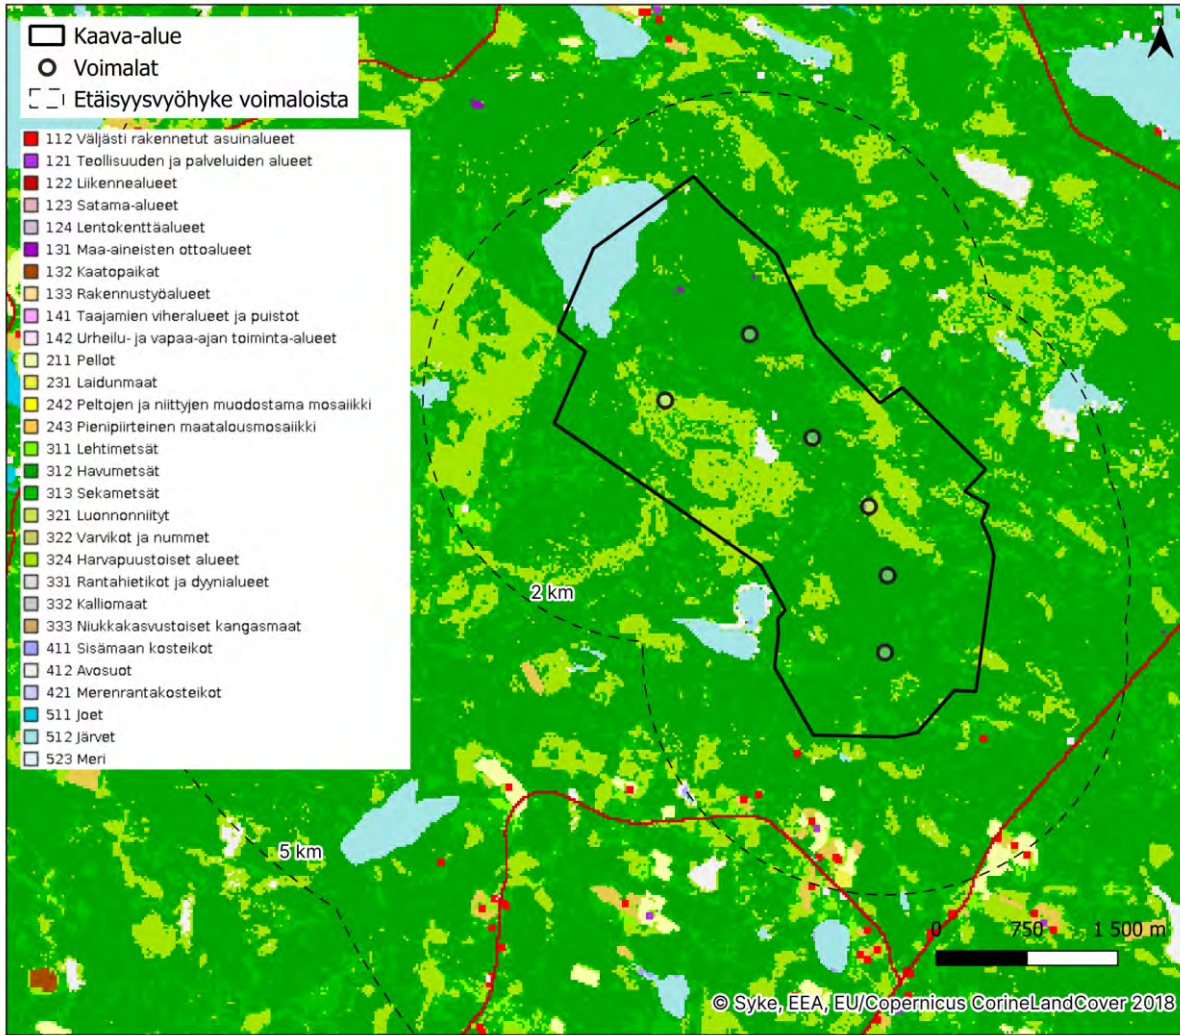 Kaava-alue
Voimalat
Etäisyysvyöhyke voimaloista
112 Väljästi rakennetut asuinalueet
121 Teollisuuden ja palveluiden alueet
122 Liikennealueet
123 Satama-alueet
124 Lentokenttäalueet
131 Maa-aineisten ottoalueet
132 Kaatopaikat
133 Rakennustyöalueet
141 Taajamien viheralueet ja puistot
142 Urheilu- ja vapaa-ajan toiminta-alueet
211 Pellot
231 Laidunmaat
242 Peltojen ja niittyjen muodostama mosaiikki
243 Pienipiirteinen maatalousmosaiikki
311 Lehtimetsät
312 Havumetsät
313 Sekametsät
321 Luonnonniityt
322 Varvikot ja nummet
324 Harvapuustoiset alueet
331 Rantahietikot ja dyynialueet
332 Kalliomaat
333 Niukkakasvustoiset kangasmaat
411 Sisämaan kosteikot
412 Avosuot
421 Merenrantakosteikot
511 Joet
512 Järvet
523 Meri
2 km
5 km
0 750 1 500 m
© Syke, EEA, EU/Copernicus CorineLandCover 2018